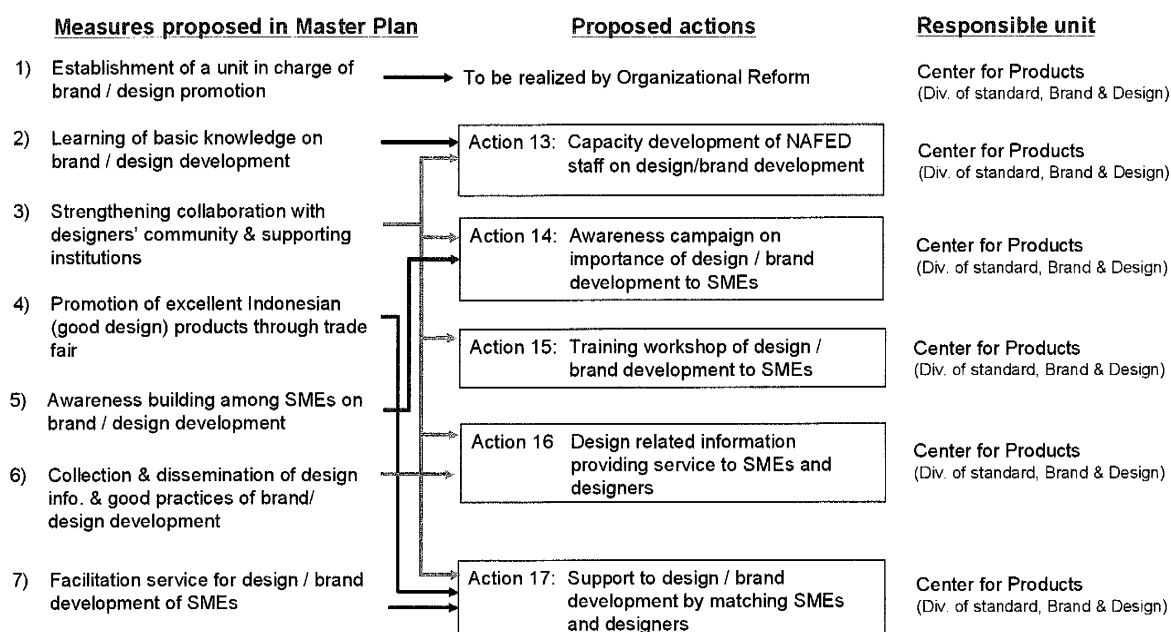 Measures proposed in Master Plan
Proposed actions
Responsible unit
1) Establishment of a unit in charge of
brand / design promotion
To be realized by Organizational Reform
Center for Products
(Div. of standard, Brand & Design)
2) Learning of basic knowledge on
brand / design development
Action 13: Capacity development of NAFED
staff on design/brand development
Center for Products
(Div. of standard, Brand & Design)
3) Strengthening collaboration with
designers' community & supporting
institutions
Action 14: Awareness campaign on
importance of design / brand
development to SMEs
Center for Products
(Div. of standard, Brand & Design)
4) Promotion of excellent Indonesian
(good design) products through trade
fair
Action 15: Training workshop of design /
brand development to SMEs
Center for Products
(Div. of standard, Brand & Design)
5) Awareness building among SMEs on
brand / design development
Action 16 Design related information
providing service to SMEs and
designers
Center for Products
(Div. of standard, Brand & Design)
6) Collection & dissemination of design
info. & good practices of brand/
design development
7) Facilitation service for design / brand
development of SMEs
Action 17: Support to design / brand
development by matching SMEs
and designers
Center for Products
(Div. of standard, Brand & Design)